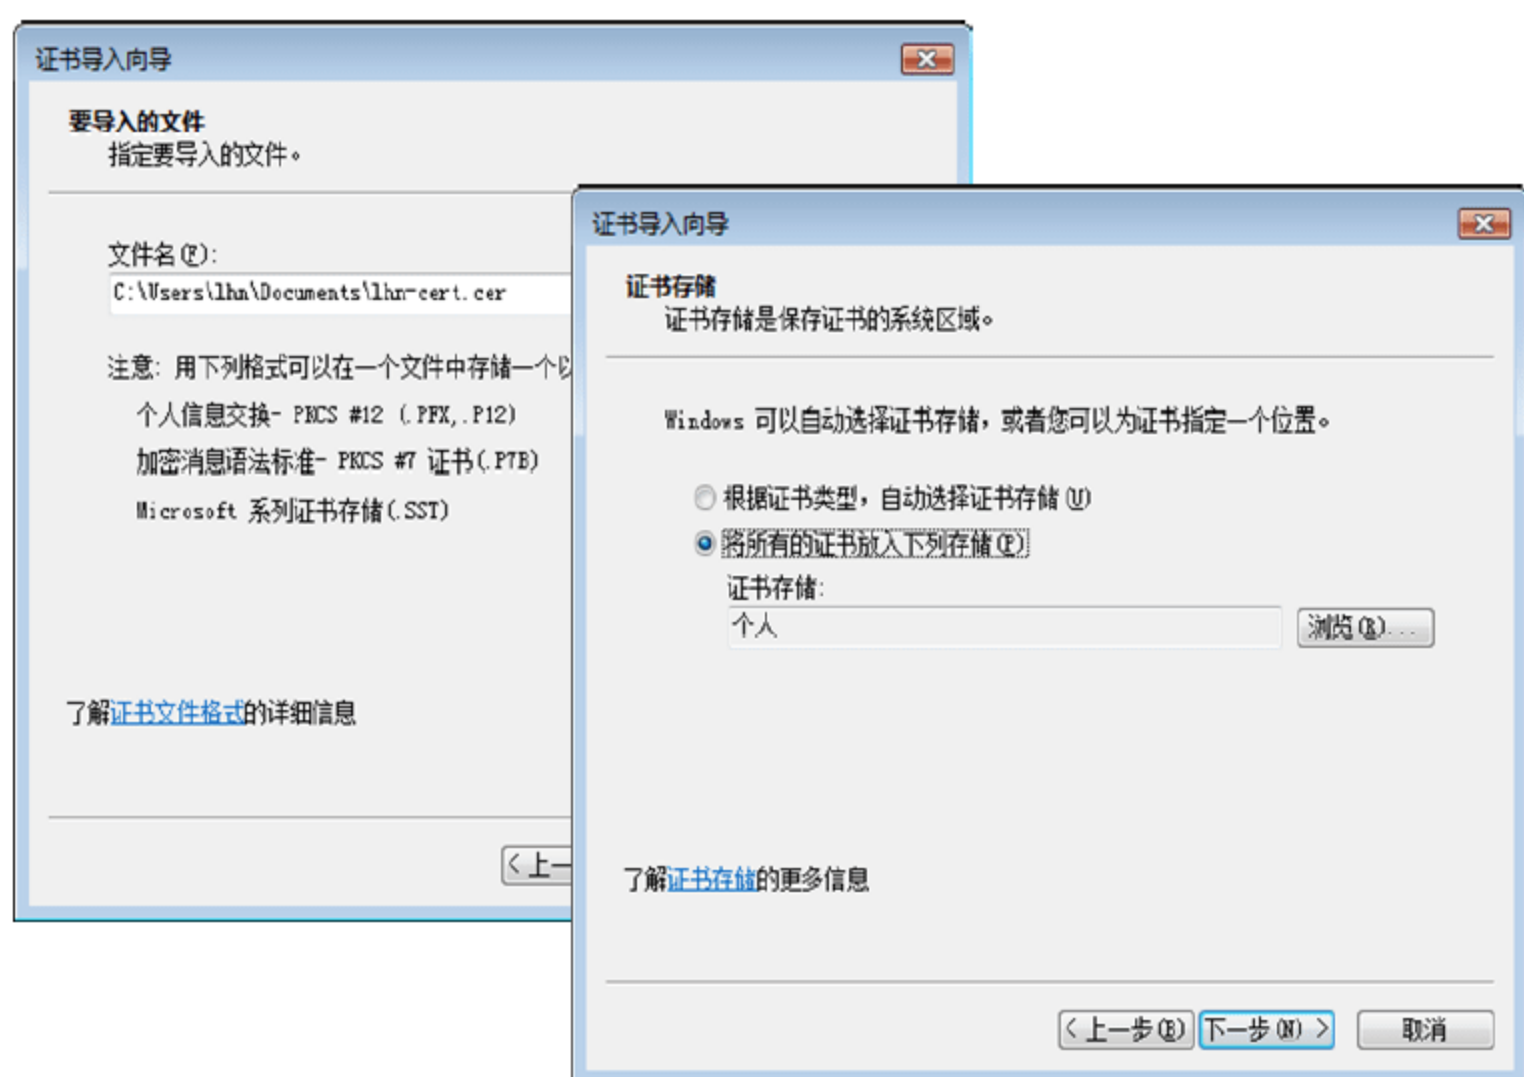 证书导入向导
要导入的文件
指定要导入的文件。
文件名(F):
C:\Users\lhn\Documents\lhn-cert.cer
注意: 用下列格式可以在一个文件中存储一个以
个人信息交换- PKCS #12 (.PFX,.P12)
加密消息语法标准- PKCS #7 证书(.P7B)
Microsoft 系列证书存储(.SST)
了解证书文件格式的详细信息
< 上一
证书导入向导
证书存储
证书存储是保存证书的系统区域。
Windows 可以自动选择证书存储，或者您可以为证书指定一个位置。
根据证书类型，自动选择证书存储(U)
将所有的证书放入下列存储(P)
证书存储:
个人
浏览(R)...
了解证书存储的更多信息
< 上一步(B) 下一步(N) > 取消